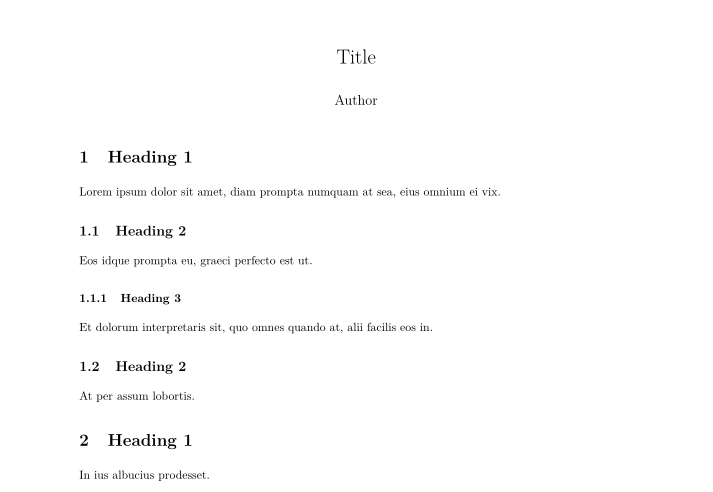 Title
Author
1 Heading 1
Lorem ipsum dolor sit amet, diam prompta numquam at sea, eius omnium ei vix.
1.1 Heading 2
Eos idque prompta eu, graeci perfecto est ut.
1.1.1 Heading 3
Et dolorum interpretaris sit, quo omnes quando at, alii facilis eos in.
1.2 Heading 2
At per assum lobortis.
2 Heading 1
In ius albucius prodesset.